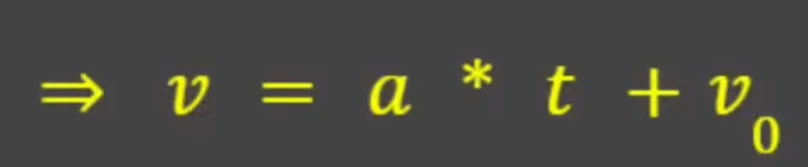 ⇒ v = a * t + v₀